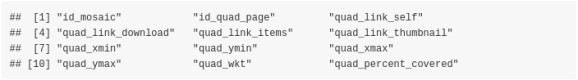 ##  [1] "id_mosaic"            "id_quad_page"         "quad_link_self"
##  [4] "quad_link_download"   "quad_link_items"      "quad_link_thumbnail"
##  [7] "quad_xmin"            "quad_ymin"            "quad_xmax"
## [10] "quad_ymax"            "quad_wkt"             "quad_percent_covered"